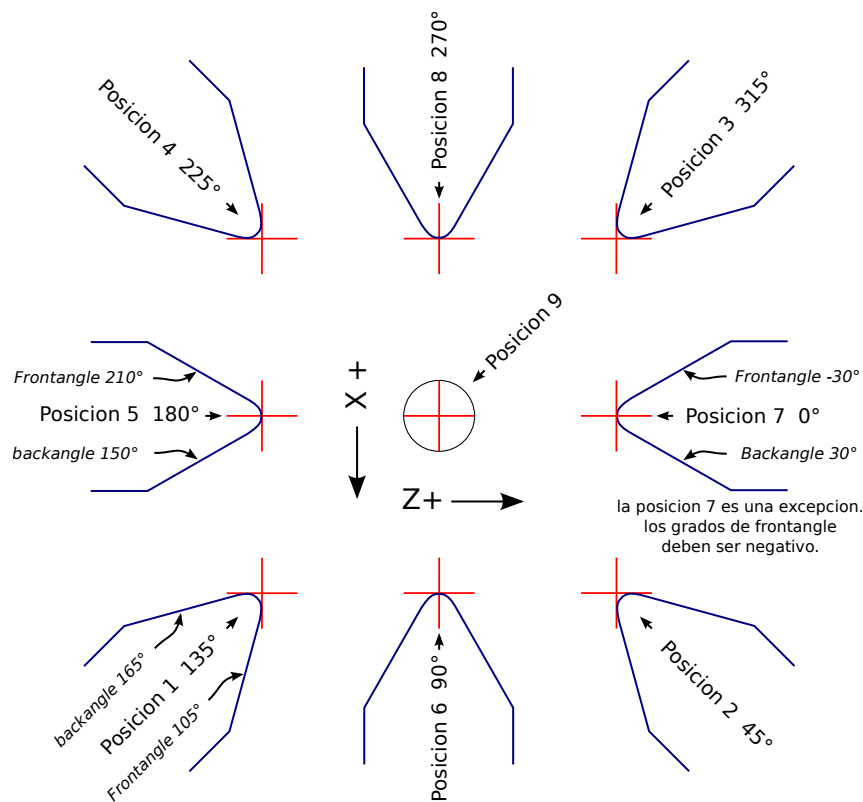 Posicion 4 225°
Posicion 8 270°
Posicion 3 315°
Posicion 9
Frontangle 210°
Posicion 5 180°
backangle 150°
X +
Z+
Frontangle -30°
Posicion 7 0°
Backangle 30°
la posicion 7 es una excepcion.
los grados de frontangle
deben ser negativo.
backangle 165°
Posicion 1 135°
Frontangle 105°
Posicion 6 90°
Posicion 2 45°